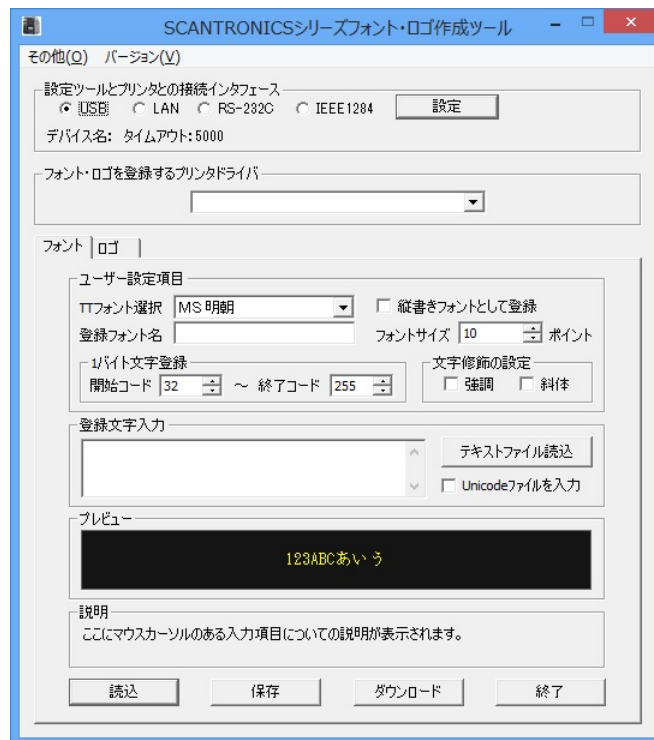 SCANTRONICSシリーズフォント・ロゴ作成ツール
その他(O) バージョン(V)
設定ツールとプリンタとの接続インタフェース
USB LAN RS-232C IEEE1284 設定
デバイス名: タイムアウト:5000
フォント・ロゴを登録するプリンタドライバ
フォント ロゴ
ユーザー設定項目
TTフォント選択 MS 明朝 縦書きフォントとして登録
登録フォント名 フォントサイズ 10 ポイント
1バイト文字登録 文字修飾の設定
開始コード 32 ～ 終了コード 255 強調 斜体
登録文字入力
テキストファイル読込
Unicodeファイルを入力
プレビュー
123ABCあいう
説明
ここにマウスカーソルのある入力項目についての説明が表示されます。
読込 保存 ダウンロード 終了